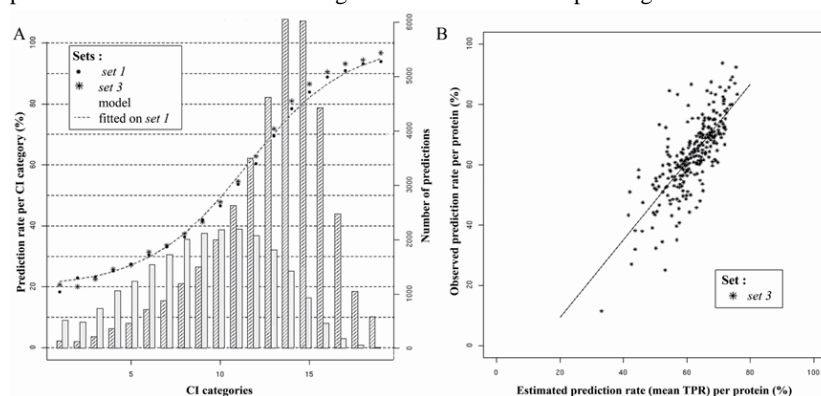 A
Sets :
set 1
set 3
model
fitted on set 1
Prediction rate per CI category (%)
0
20
40
60
80
100
5
10
15
CI categories
Number of predictions
0
1000
2000
3000
4000
5000
6000
B
Observed prediction rate per protein (%)
0
20
40
60
80
100
Set :
set 3
0
20
40
60
80
100
Estimated prediction rate (mean TPR) per protein (%)